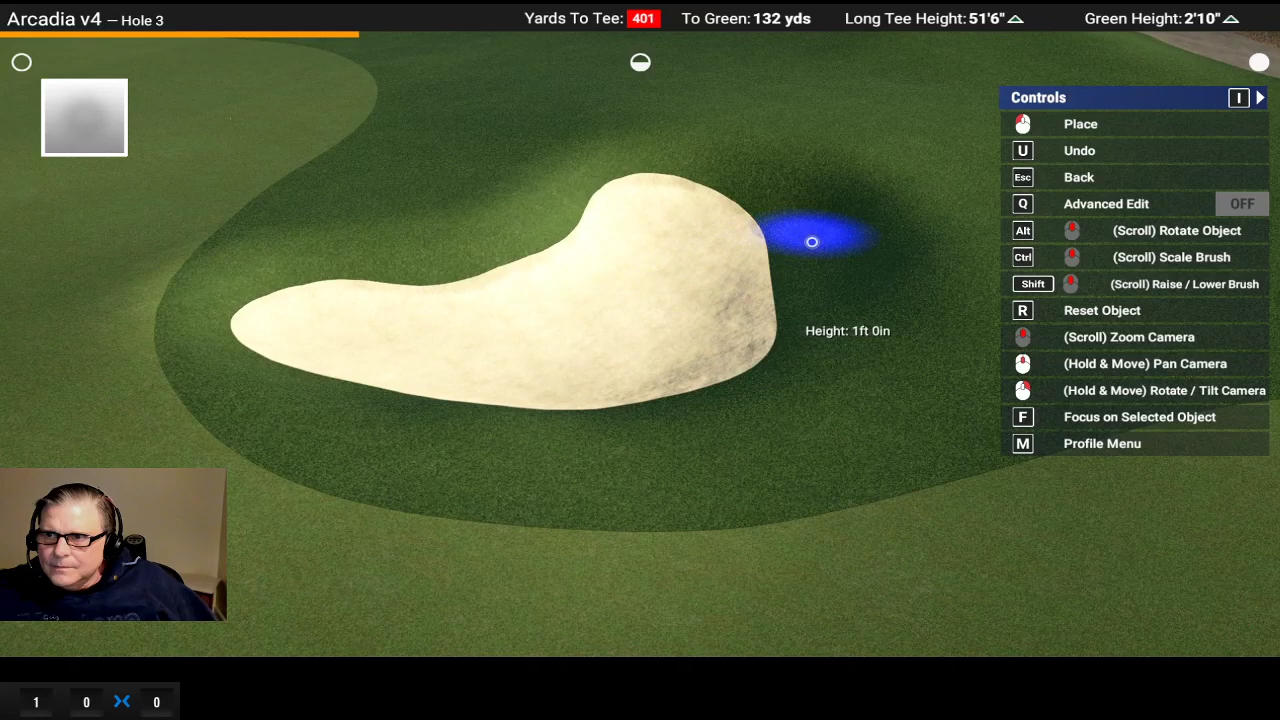 Arcadia v4 — Hole 3
Yards To Tee: 401 To Green: 132 yds Long Tee Height: 51'6" Green Height: 2'10"
Controls I
Place
U Undo
Esc Back
Q Advanced Edit OFF
Alt (Scroll) Rotate Object
Ctrl (Scroll) Scale Brush
Shift (Scroll) Raise / Lower Brush
R Reset Object
(Scroll) Zoom Camera
(Hold & Move) Pan Camera
(Hold & Move) Rotate / Tilt Camera
F Focus on Selected Object
M Profile Menu
Height: 1ft 0in
1 0 0